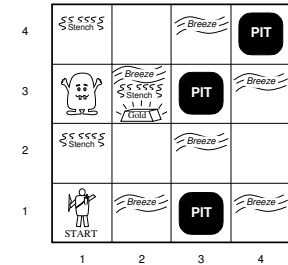 4 Stench Breeze PIT
3 Breeze PIT Breeze
Stench
Gold
2 Stench Breeze
1 Breeze PIT Breeze
START
1 2 3 4